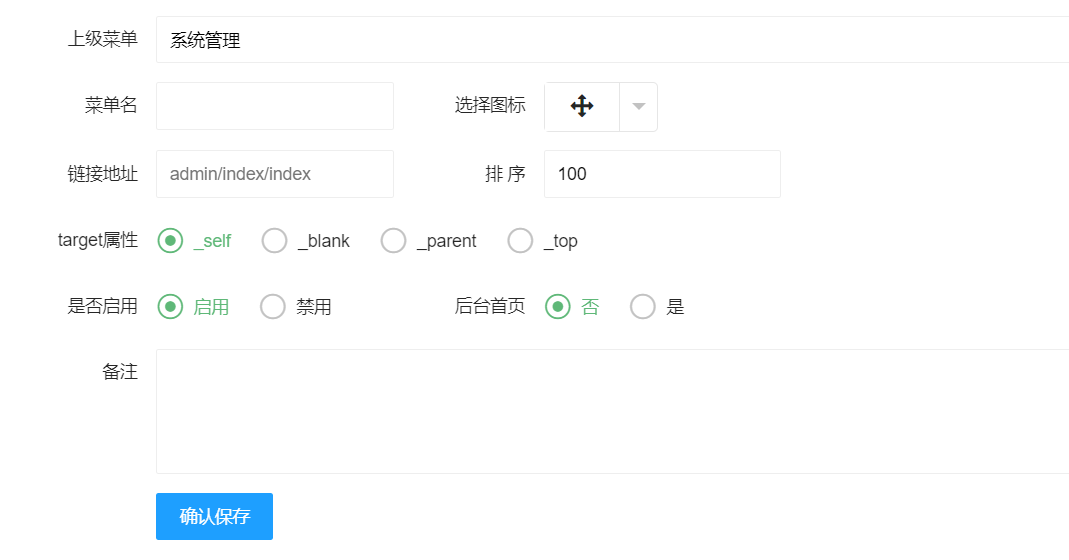 上级菜单 系统管理
菜单名 选择图标
链接地址 admin/index/index 排 序 100
target属性 _self _blank _parent _top
是否启用 启用 禁用 后台首页 否 是
备注
确认保存